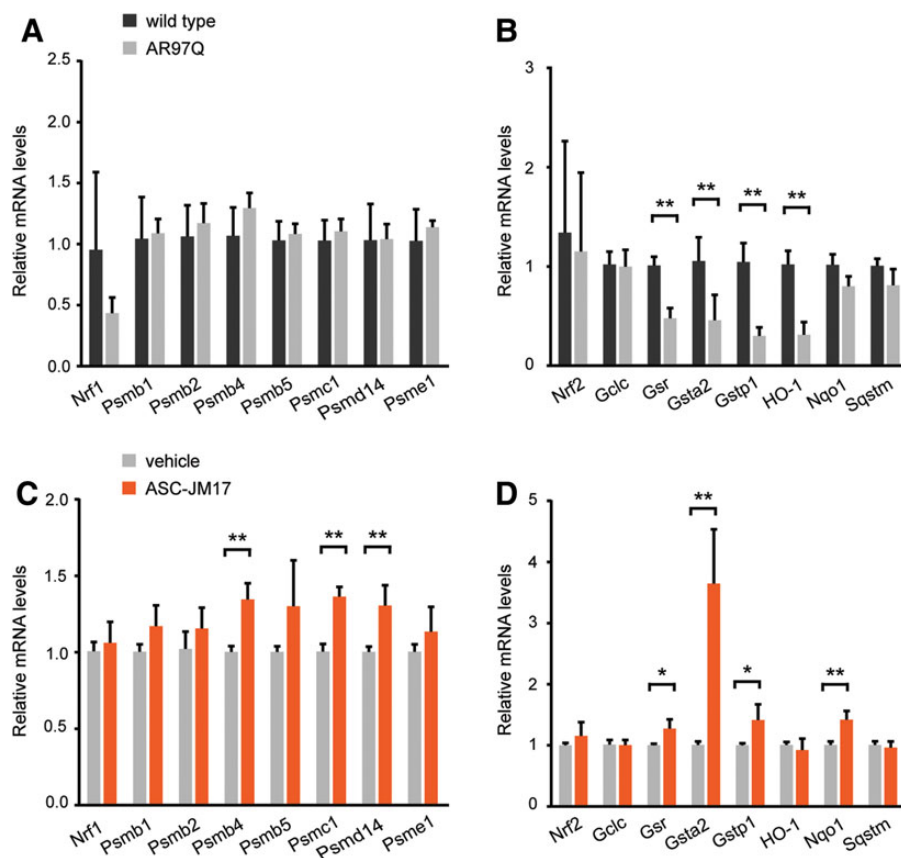 A
wild type
AR97Q
Relative mRNA levels
2.5
2.0
1.5
1.0
0.5
0.0
Nrf1
Psmb1
Psmb2
Psmb4
Psmb5
Psmc1
Psmd14
Psme1
B
Relative mRNA levels
3
2
1
0
**
**
**
**
Nrf2
Gclc
Gsr
Gsta2
Gstp1
HO-1
Nqo1
Sqstm
C
vehicle
ASC-JM17
Relative mRNA levels
2.0
1.5
1.0
0.5
0.0
**
**
**
Nrf1
Psmb1
Psmb2
Psmb4
Psmb5
Psmc1
Psmd14
Psme1
D
Relative mRNA levels
5
4
3
2
1
0
*
**
*
**
Nrf2
Gclc
Gsr
Gsta2
Gstp1
HO-1
Nqo1
Sqstm